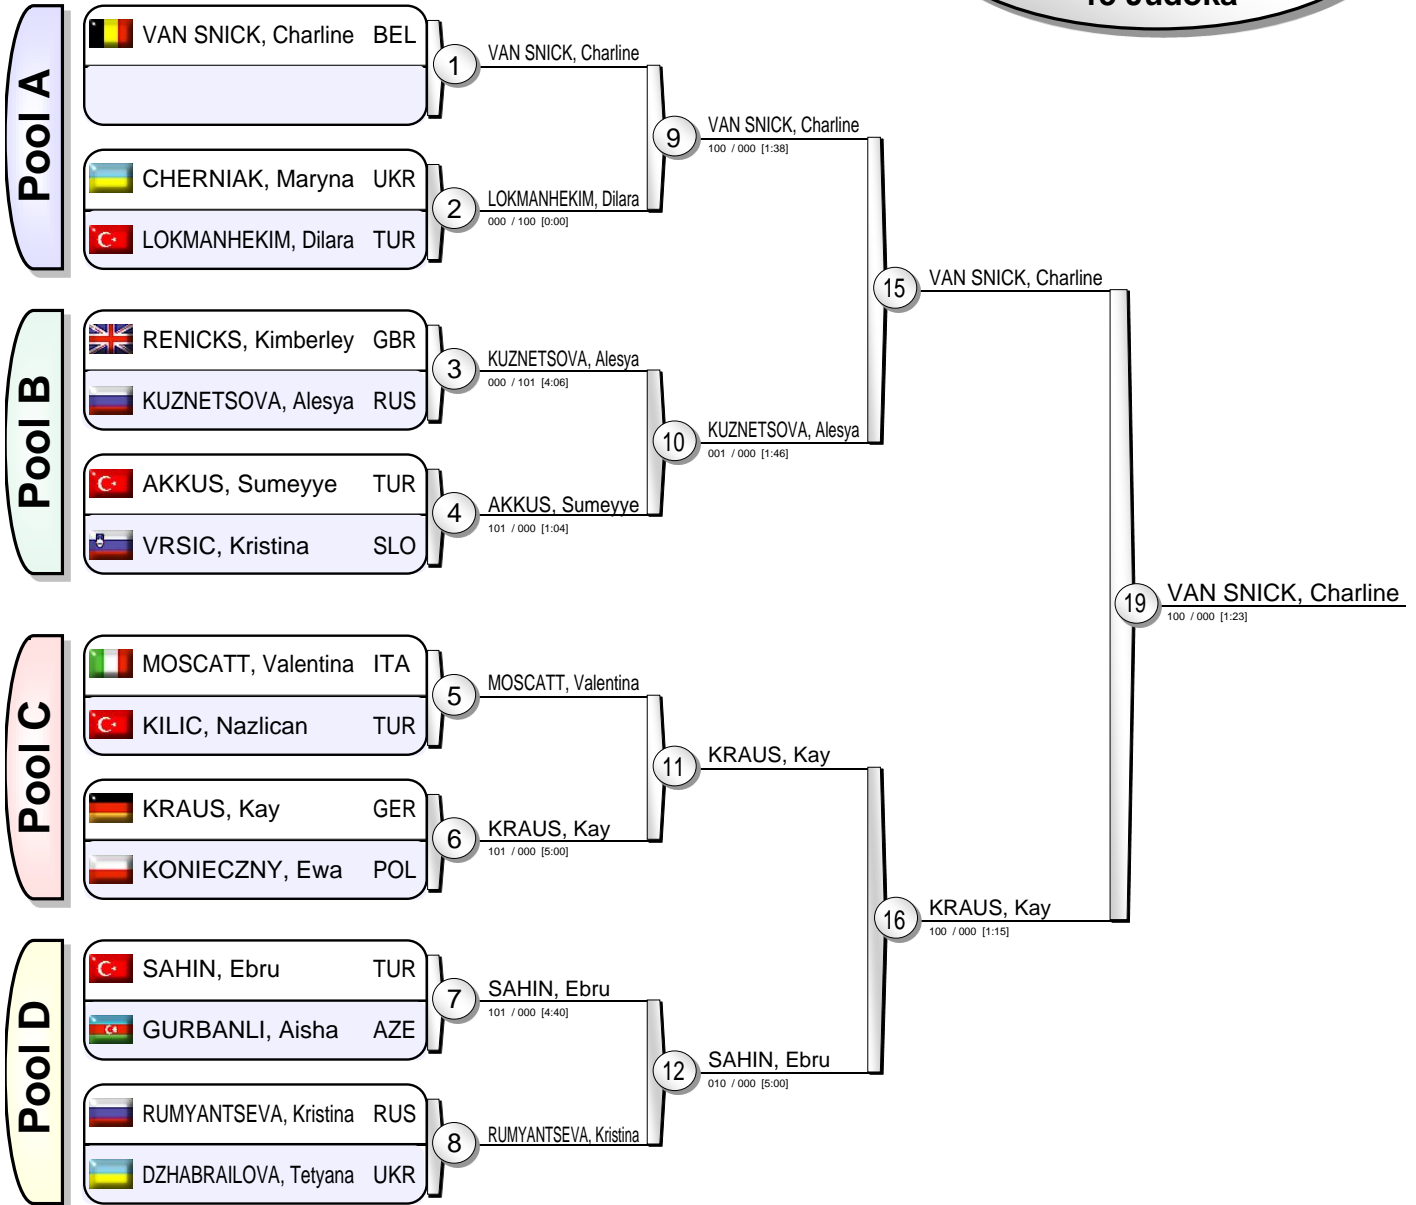 Pool A
VAN SNICK, Charline BEL
CHERNIAK, Maryna UKR
LOKMANHEKIM, Dilara TUR
Pool B
RENICKS, Kimberley GBR
KUZNETSOVA, Alesya RUS
AKKUS, Sumeyye TUR
VRSIC, Kristina SLO
Pool C
MOSCATT, Valentina ITA
KILIC, Nazlican TUR
KRAUS, Kay GER
KONIECZNY, Ewa POL
Pool D
SAHIN, Ebru TUR
GURBANLI, Aisha AZE
RUMYANTSEVA, Kristina RUS
DZHABRAILOVA, Tetyana UKR
1
VAN SNICK, Charline
2
LOKMANHEKIM, Dilara
000 / 100 [0:00]
3
KUZNETSOVA, Alesya
000 / 101 [4:06]
4
AKKUS, Sumeyye
101 / 000 [1:04]
5
MOSCATT, Valentina
6
KRAUS, Kay
101 / 000 [5:00]
7
SAHIN, Ebru
101 / 000 [4:40]
8
RUMYANTSEVA, Kristina
9
VAN SNICK, Charline
100 / 000 [1:38]
10
KUZNETSOVA, Alesya
001 / 000 [1:46]
11
KRAUS, Kay
12
SAHIN, Ebru
010 / 000 [5:00]
15
VAN SNICK, Charline
16
KRAUS, Kay
100 / 000 [1:15]
19
VAN SNICK, Charline
100 / 000 [1:23]